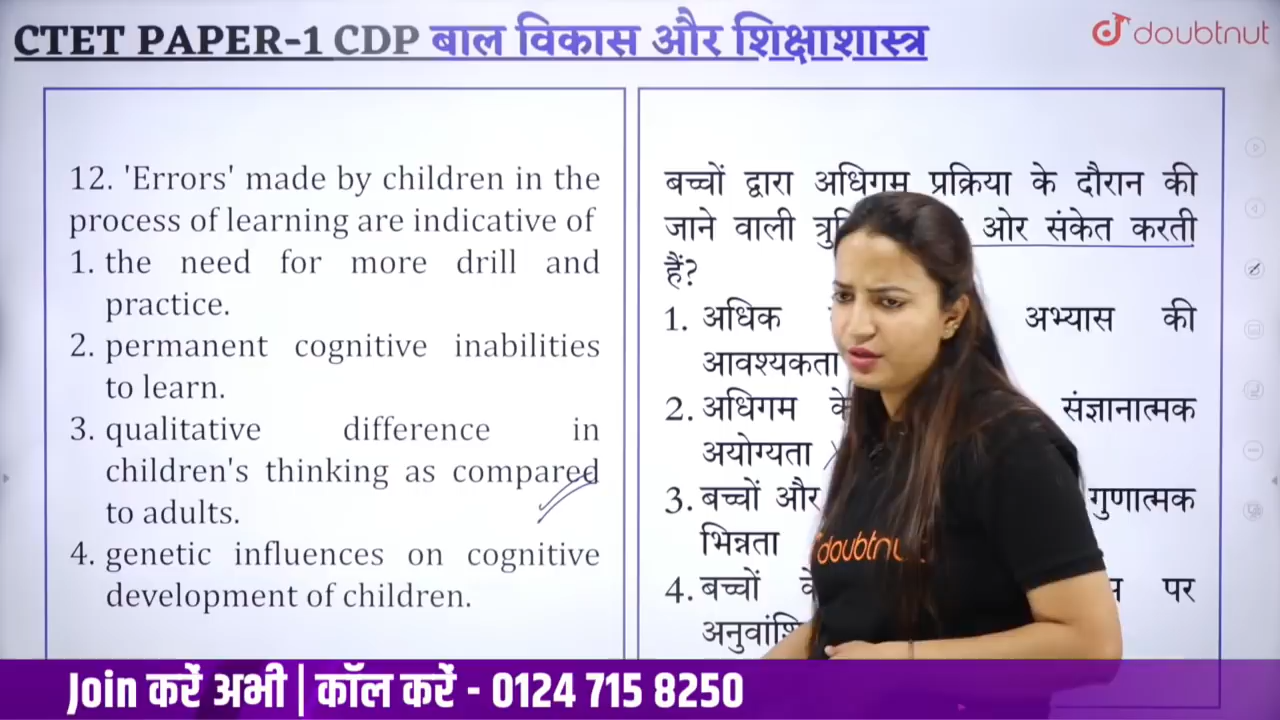 CTET PAPER-1 CDP बाल विकास और शिक्षाशास्त्र
doubtnut
12. 'Errors' made by children in the
process of learning are indicative of
1. the need for more drill and
practice.
2. permanent cognitive inabilities
to learn.
3. qualitative difference in
children's thinking as compared
to adults.
4. genetic influences on cognitive
development of children.
बच्चों द्वारा अधिगम प्रक्रिया के दौरान की
जाने वाली ओर संकेत करती
हैं?
1. अधिक अभ्यास की
आवश्यकता
2. अधिगम संज्ञानात्मक
अयोग्यता
3. बच्चों और गुणात्मक
भिन्नता
4. बच्चों पर
doubtnu
Join करें अभी | कॉल करें - 0124 715 8250